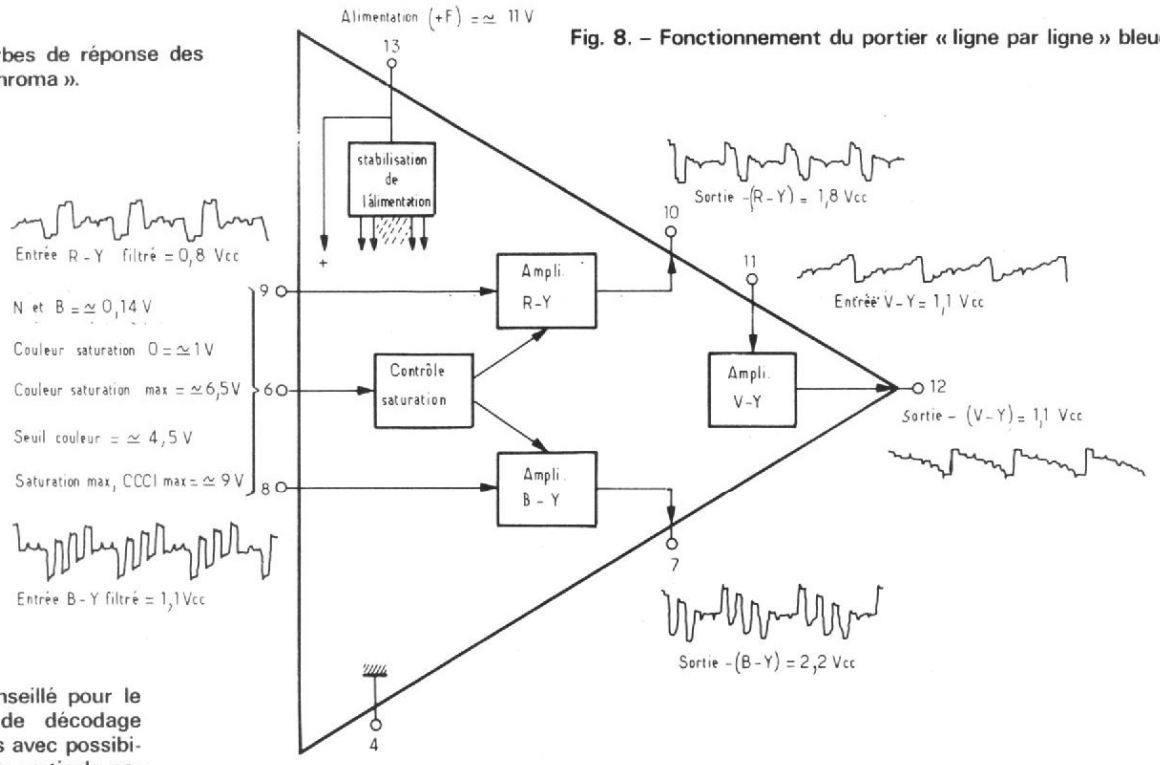 Alimentation (+F) = ≃ 11 V
13
Fig. 8. – Fonctionnement du portier « ligne par ligne » bleu
rbes de réponse des
hroma ».
stabilisation
de
l'alimentation
+
Entrée R-Y filtré = 0,8 Vcc
N et B = ≃ 0,14 V
Couleur saturation 0 = ≃ 1 V
Couleur saturation max = ≃ 6,5 V
Seuil couleur = ≃ 4,5 V
Saturation max, CCCI max = ≃ 9 V
Entrée B-Y filtré = 1,1 Vcc
9
6
8
Ampli.
R-Y
Contrôle
saturation
Ampli.
B - Y
10
Sortie -(R-Y) = 1,8 Vcc
11
Entrée V-Y = 1,1 Vcc
Ampli.
V-Y
12
Sortie - (V-Y) = 1,1 Vcc
7
Sortie -(B-Y) = 2,2 Vcc
4
nseillé pour le
de décodage
s avec possibi-